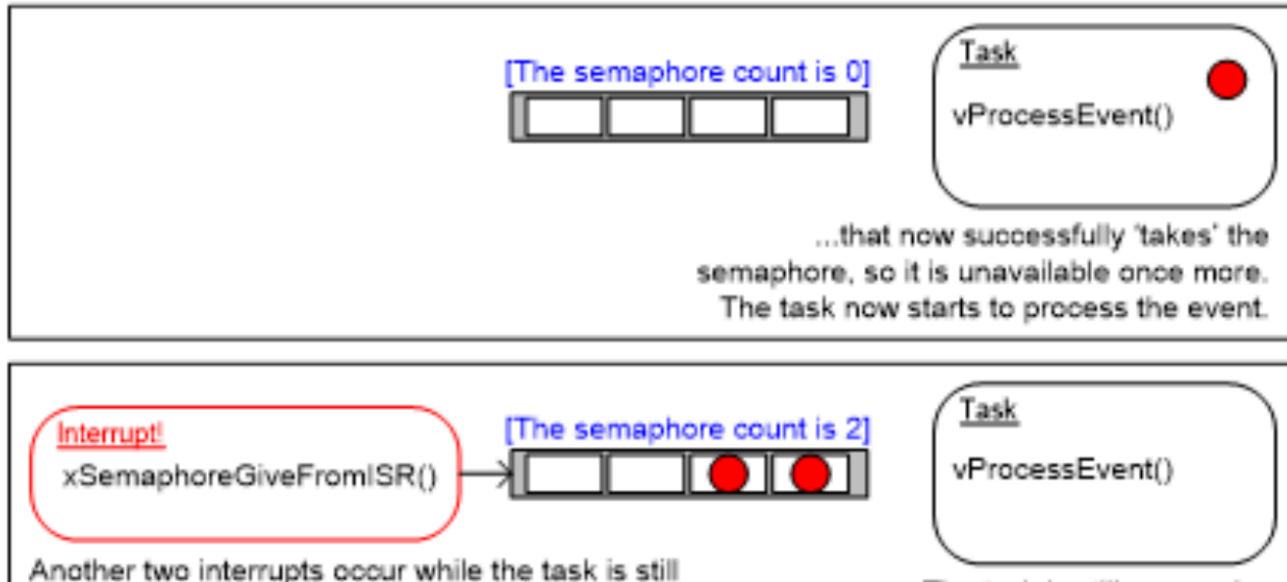 [The semaphore count is 0]
Task
vProcessEvent()
...that now successfully 'takes' the
semaphore, so it is unavailable once more.
The task now starts to process the event.
Interrupt!
xSemaphoreGiveFromISR()
[The semaphore count is 2]
Task
vProcessEvent()
Another two interrupts occur while the task is still